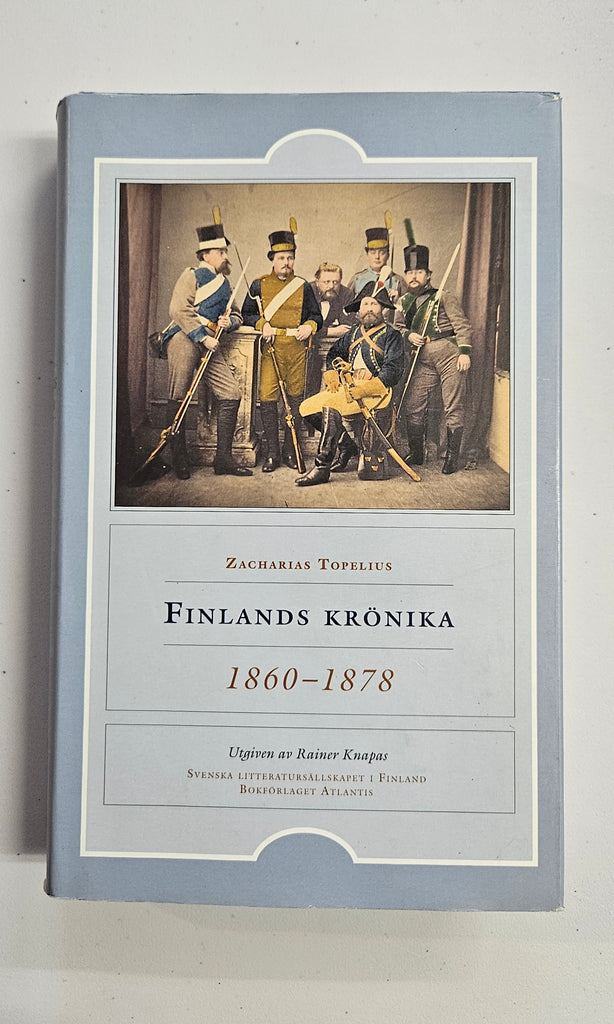 Zacharias Topelius
Finlands krönika
1860–1878
Utgiven av Rainer Knapas
Svenska litteratursällskapet i Finland
Bokförlaget Atlantis